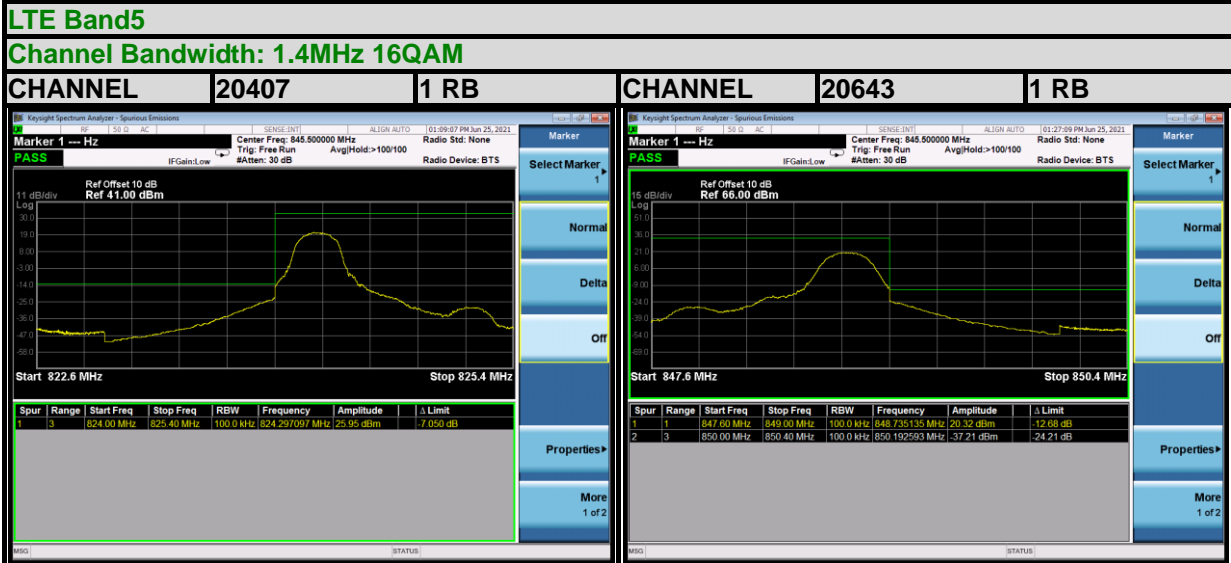 LTE Band5
Channel Bandwidth: 1.4MHz 16QAM
CHANNEL 20407 1 RB CHANNEL 20643 1 RB
Keysight Spectrum Analyzer - Spurious Emissions
RF 50 Ω AC SENSE:INT ALIGN AUTO 01:09:07 PM Jun 25, 2021
Marker 1 --- Hz
Center Freq: 845.500000 MHz
Radio Std: None
Trig: Free Run Avg|Hold:>100/100
PASS
IFGain:Low
#Atten: 30 dB
Radio Device: BTS
Ref Offset 10 dB
11 dB/div Ref 41.00 dBm
Log
30.0
19.0
8.00
-3.00
-14.0
-25.0
-36.0
-47.0
-58.0
Start 822.6 MHz Stop 825.4 MHz
Spur Range Start Freq Stop Freq RBW Frequency Amplitude Δ Limit
1 3 824.00 MHz 825.40 MHz 100.0 kHz 824.297097 MHz 25.95 dBm -7.050 dB
MSG STATUS
Marker
Select Marker
1
Normal
Delta
Off
Properties
More
1 of 2
Keysight Spectrum Analyzer - Spurious Emissions
RF 50 Ω AC SENSE:INT ALIGN AUTO 01:27:09 PM Jun 25, 2021
Marker 1 --- Hz
Center Freq: 845.500000 MHz
Radio Std: None
Trig: Free Run Avg|Hold:>100/100
PASS
IFGain:Low
#Atten: 30 dB
Radio Device: BTS
Ref Offset 10 dB
15 dB/div Ref 66.00 dBm
Log
51.0
36.0
21.0
6.00
-9.00
-24.0
-39.0
-54.0
-69.0
Start 847.6 MHz Stop 850.4 MHz
Spur Range Start Freq Stop Freq RBW Frequency Amplitude Δ Limit
1 1 847.60 MHz 849.00 MHz 100.0 kHz 848.735135 MHz 20.32 dBm -12.68 dB
2 3 850.00 MHz 850.40 MHz 100.0 kHz 850.192593 MHz -37.21 dBm -24.21 dB
MSG STATUS
Marker
Select Marker
1
Normal
Delta
Off
Properties
More
1 of 2